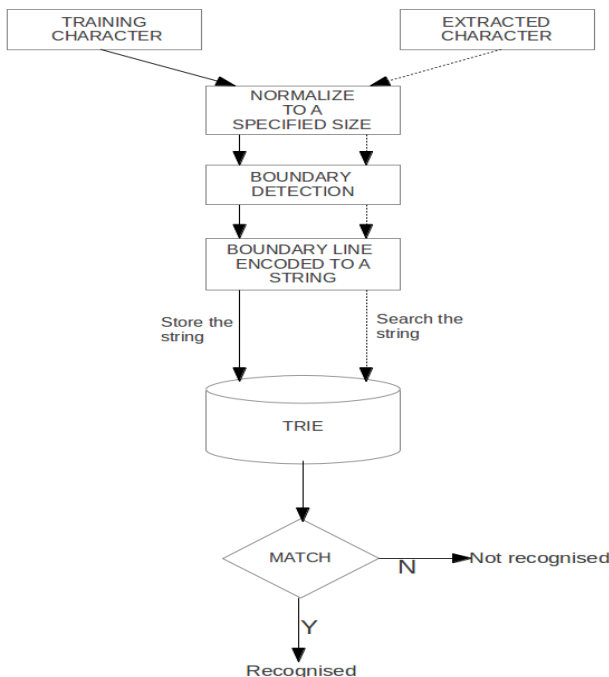 TRAINING
CHARACTER
EXTRACTED
CHARACTER
NORMALIZE
TO A
SPECIFIED SIZE
BOUNDARY
DETECTION
BOUNDARY LINE
ENCODED TO A
STRING
Store the
string
Search the
string
TRIE
MATCH
N
Not recognised
Y
Recognised